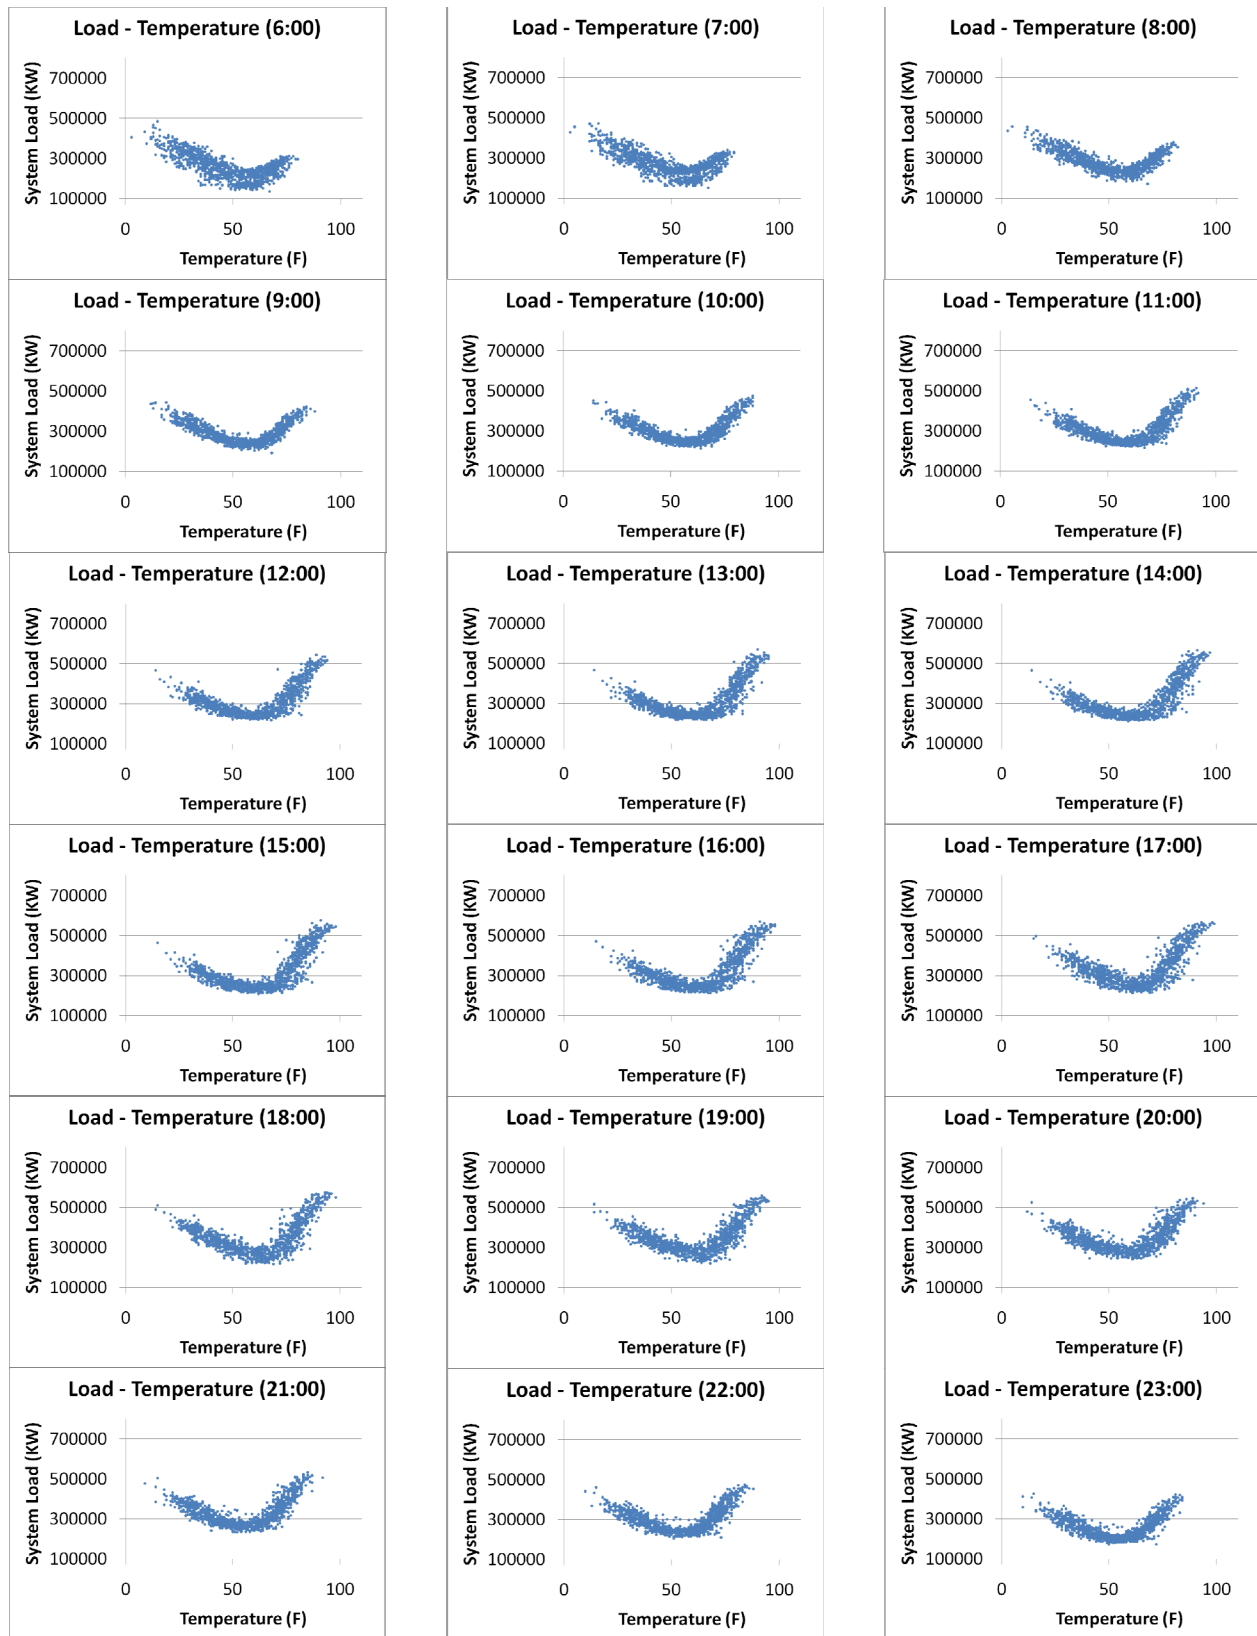 Load - Temperature (6:00)
System Load (KW)
700000
500000
300000
100000
0 50 100
Temperature (F)
Load - Temperature (7:00)
System Load (KW)
700000
500000
300000
100000
0 50 100
Temperature (F)
Load - Temperature (8:00)
System Load (KW)
700000
500000
300000
100000
0 50 100
Temperature (F)
Load - Temperature (9:00)
System Load (KW)
700000
500000
300000
100000
0 50 100
Temperature (F)
Load - Temperature (10:00)
System Load (KW)
700000
500000
300000
100000
0 50 100
Temperature (F)
Load - Temperature (11:00)
System Load (KW)
700000
500000
300000
100000
0 50 100
Temperature (F)
Load - Temperature (12:00)
System Load (KW)
700000
500000
300000
100000
0 50 100
Temperature (F)
Load - Temperature (13:00)
System Load (KW)
700000
500000
300000
100000
0 50 100
Temperature (F)
Load - Temperature (14:00)
System Load (KW)
700000
500000
300000
100000
0 50 100
Temperature (F)
Load - Temperature (15:00)
System Load (KW)
700000
500000
300000
100000
0 50 100
Temperature (F)
Load - Temperature (16:00)
System Load (KW)
700000
500000
300000
100000
0 50 100
Temperature (F)
Load - Temperature (17:00)
System Load (KW)
700000
500000
300000
100000
0 50 100
Temperature (F)
Load - Temperature (18:00)
System Load (KW)
700000
500000
300000
100000
0 50 100
Temperature (F)
Load - Temperature (19:00)
System Load (KW)
700000
500000
300000
100000
0 50 100
Temperature (F)
Load - Temperature (20:00)
System Load (KW)
700000
500000
300000
100000
0 50 100
Temperature (F)
Load - Temperature (21:00)
System Load (KW)
700000
500000
300000
100000
0 50 100
Temperature (F)
Load - Temperature (22:00)
System Load (KW)
700000
500000
300000
100000
0 50 100
Temperature (F)
Load - Temperature (23:00)
System Load (KW)
700000
500000
300000
100000
0 50 100
Temperature (F)